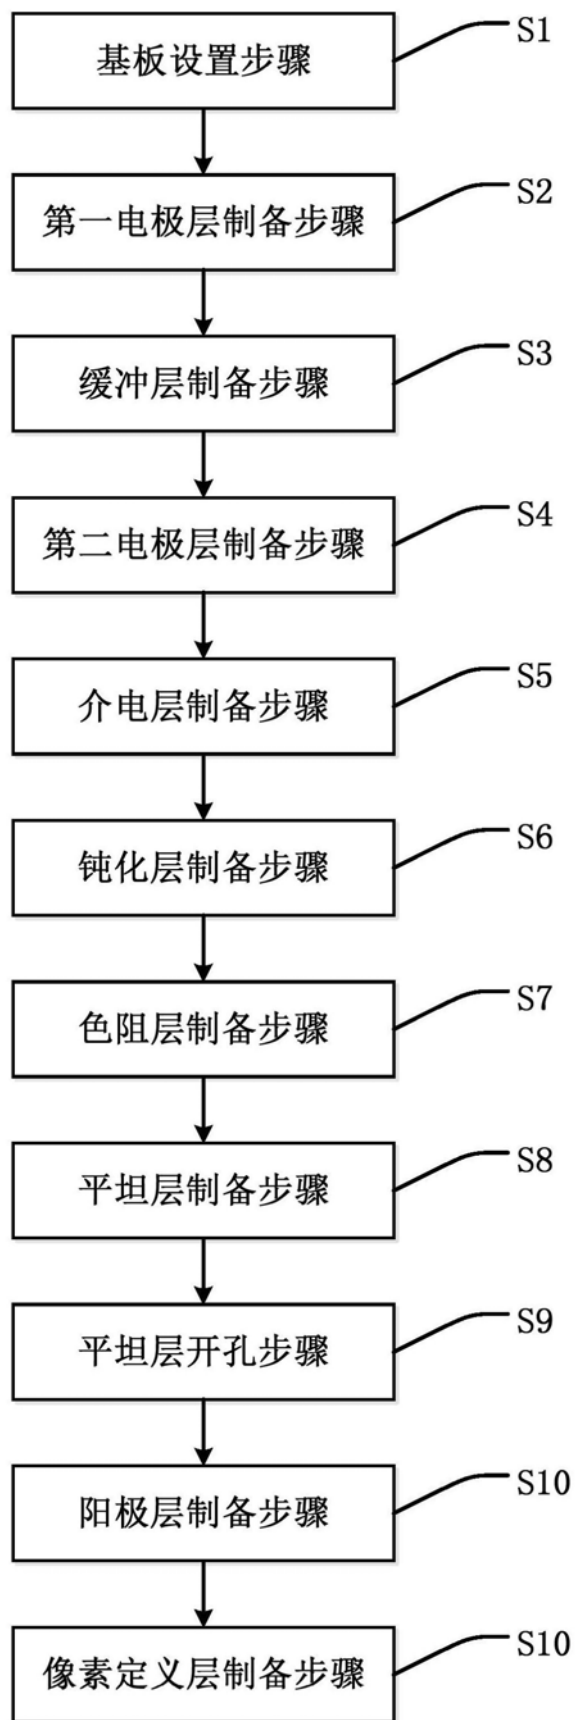 基板设置步骤 S1
第一电极层制备步骤 S2
缓冲层制备步骤 S3
第二电极层制备步骤 S4
介电层制备步骤 S5
钝化层制备步骤 S6
色阻层制备步骤 S7
平坦层制备步骤 S8
平坦层开孔步骤 S9
阳极层制备步骤 S10
像素定义层制备步骤 S10